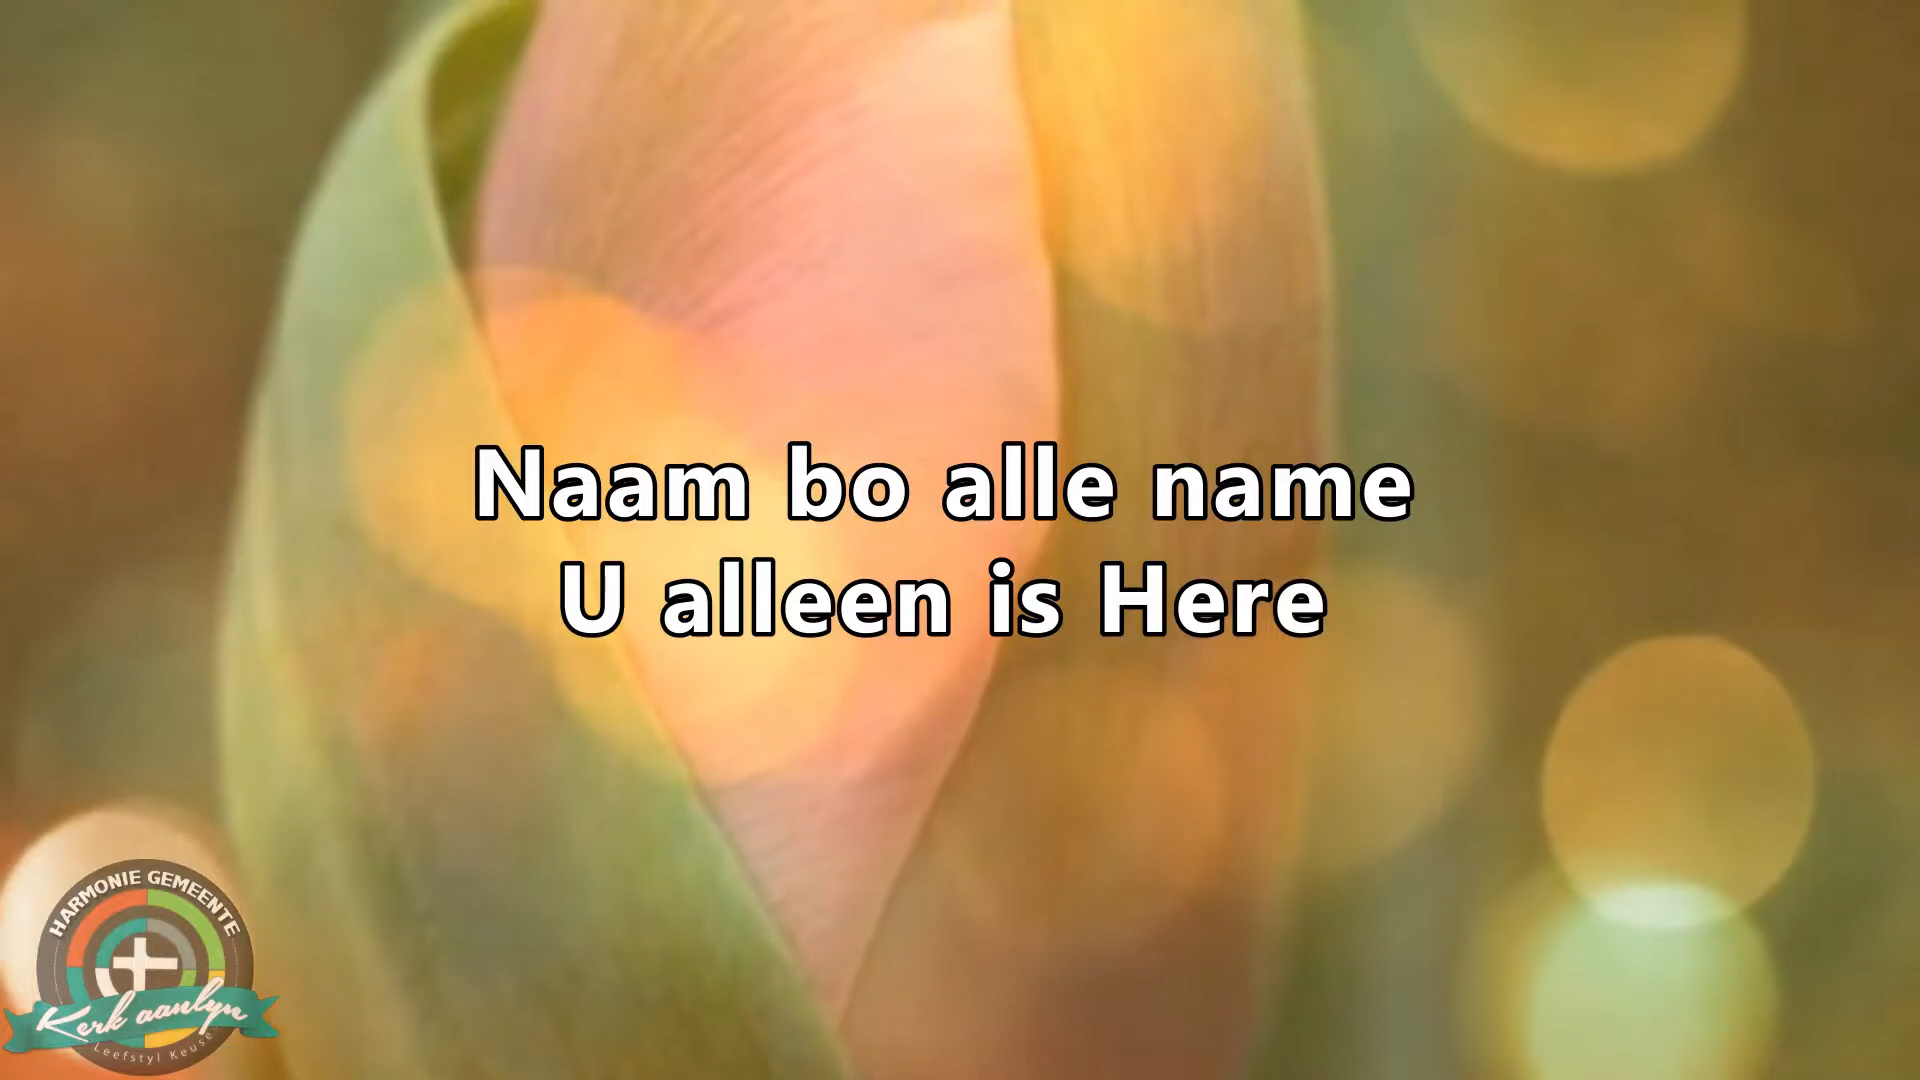 Naam bo alle name
U alleen is Here
HARMONIE GEMEENTE
Kerk aanlyn
Leefstyl Keuse